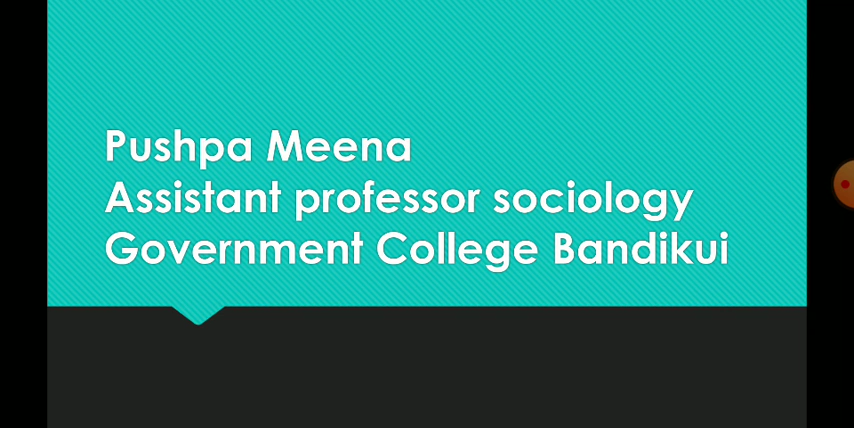 Pushpa Meena
Assistant professor sociology
Government College Bandikui